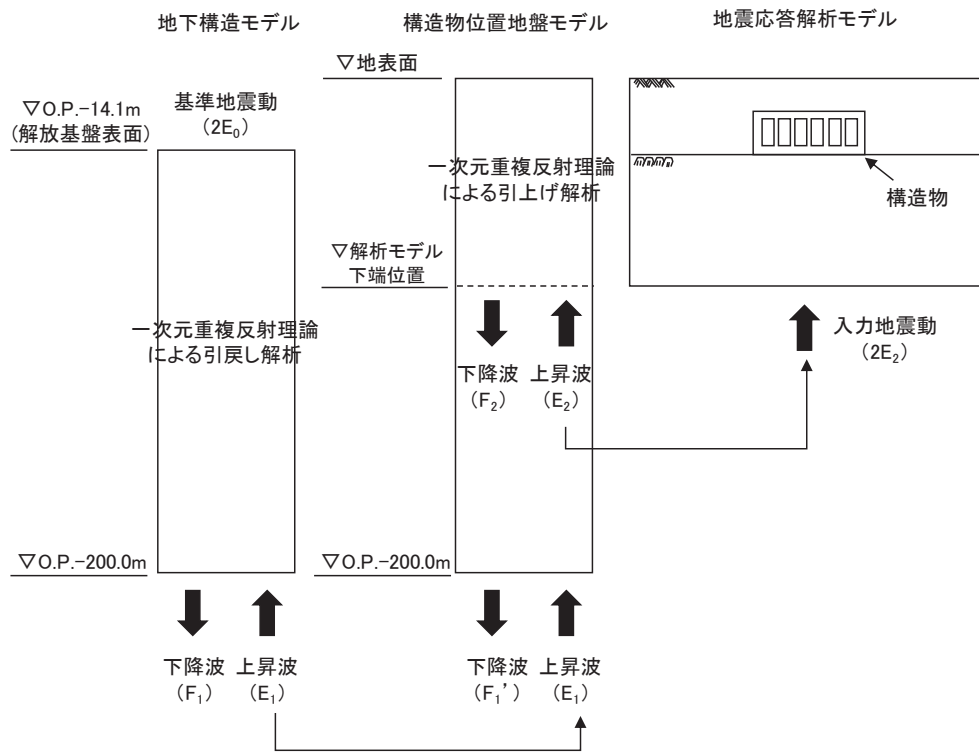 地下構造モデル
▽O.P.-14.1m
(解放基盤表面)
基準地震動
(2E₀)
一次元重複反射理論
による引戻し解析
▽O.P.-200.0m
下降波
(F₁)
上昇波
(E₁)
構造物位置地盤モデル
▽地表面
一次元重複反射理論
による引上げ解析
▽解析モデル
下端位置
下降波
(F₂)
上昇波
(E₂)
▽O.P.-200.0m
下降波
(F₁’)
上昇波
(E₁)
地震応答解析モデル
構造物
入力地震動
(2E₂)